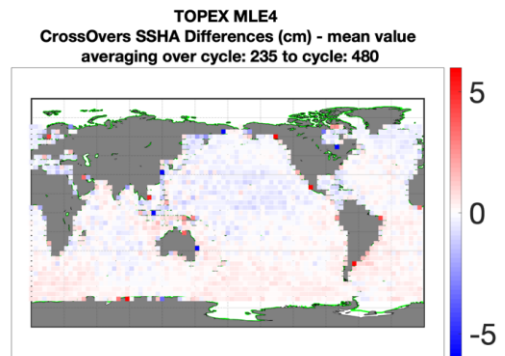 TOPEX MLE4
CrossOvers SSHA Differences (cm) - mean value
averaging over cycle: 235 to cycle: 480
5
0
-5